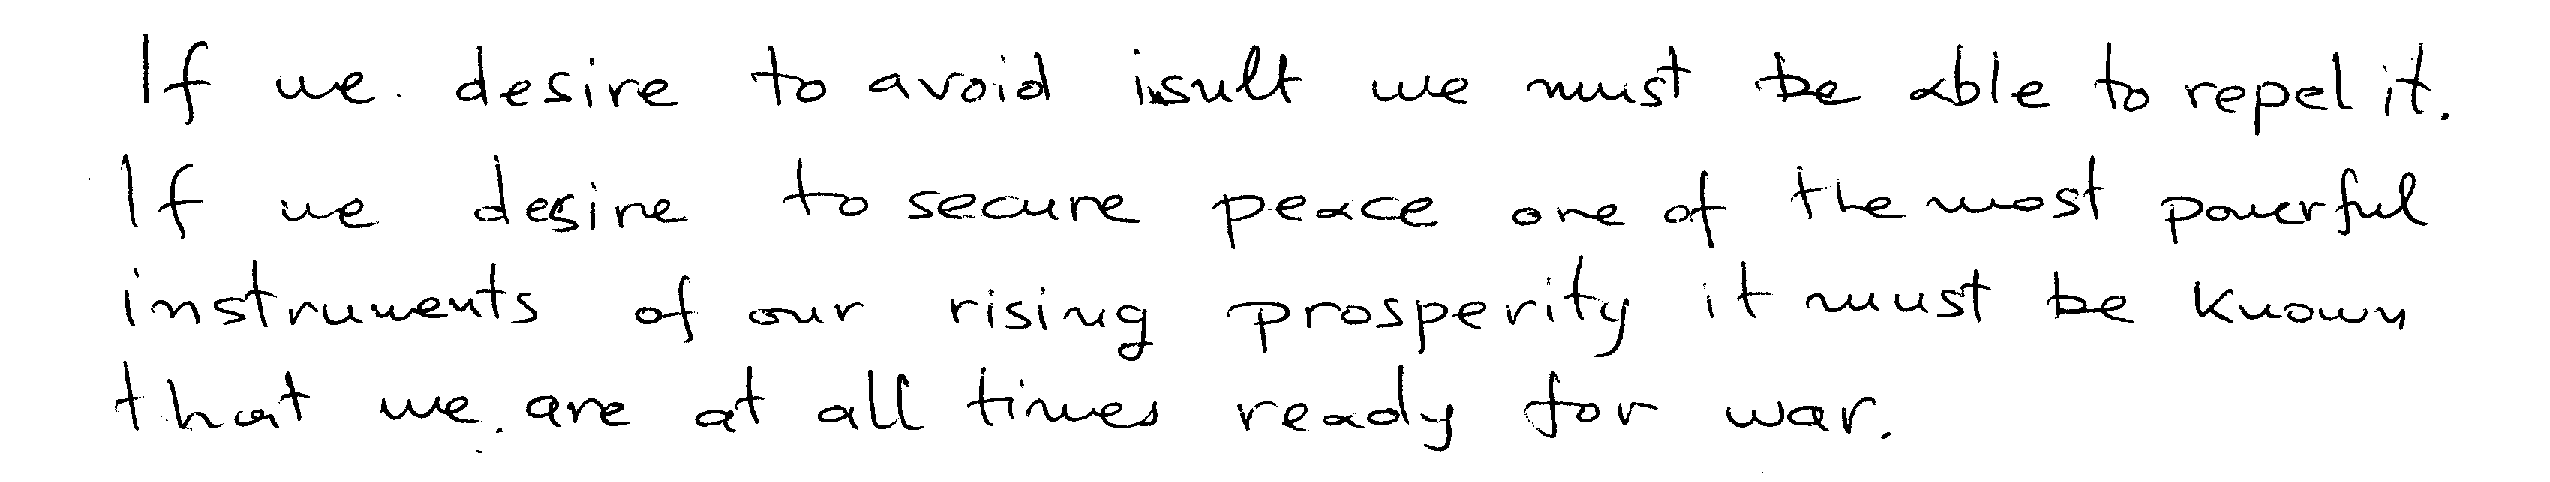 If we desire to avoid isult we must be able to repel it.
If we desire to secure peace one of the most powerful
instruments of our rising prosperity it must be known
that we are at all times ready for war.